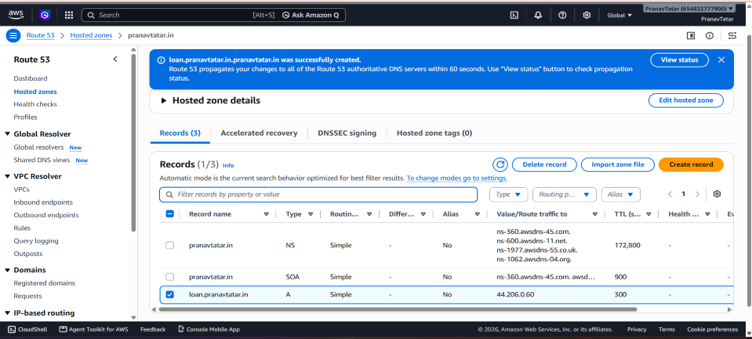 aws
Search
[Alt+S]
Ask Amazon Q
Global
PranavTatar (654822777900)
PranavTatar
Route 53
Hosted zones
pranavtatar.in
Route 53
Dashboard
Hosted zones
Health checks
Profiles
Global Resolver
Global resolvers New
Shared DNS views New
VPC Resolver
VPCs
Inbound endpoints
Outbound endpoints
Rules
Query logging
Outposts
Domains
Registered domains
Requests
IP-based routing
loan.pranavtatar.in.pranavtatar.in was successfully created.
Route 53 propagates your changes to all of the Route 53 authoritative DNS servers within 60 seconds. Use "View status" button to check propagation
status.
View status
Hosted zone details
Edit hosted zone
Records (3)
Accelerated recovery
DNSSEC signing
Hosted zone tags (0)
Records (1/3) Info
Delete record
Import zone file
Create record
Automatic mode is the current search behavior optimized for best filter results. To change modes go to settings.
Filter records by property or value
Type
Routing p...
Alias
1
Record name Type Routin... Differ... Alias Value/Route traffic to TTL (s... Health ... Ev
pranavtatar.in NS Simple - No ns-360.awsdns-45.com.
ns-600.awsdns-11.net.
ns-1977.awsdns-55.co.uk.
ns-1062.awsdns-04.org.
172,800 -
pranavtatar.in SOA Simple - No ns-360.awsdns-45.com. awsd... 900 -
loan.pranavtatar.in A Simple - No 44.206.0.60 300 -
CloudShell
Agent Toolkit for AWS
Feedback
Console Mobile App
© 2026, Amazon Web Services, Inc. or its affiliates.
Privacy
Terms
Cookie preferences